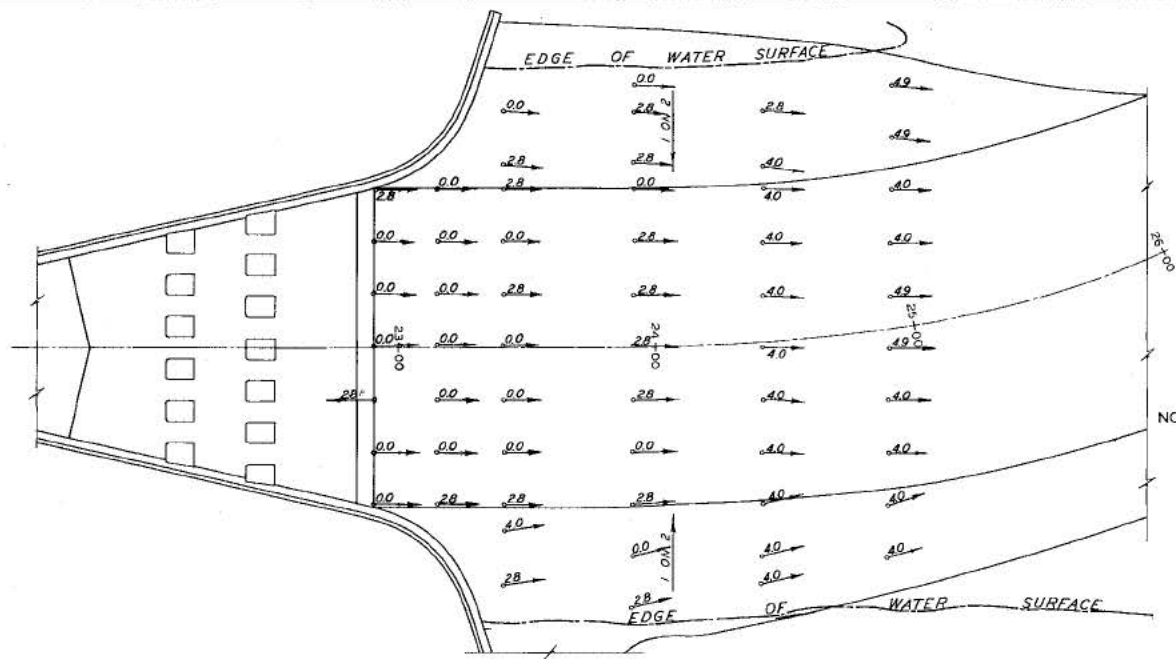 EDGE OF WATER SURFACE
0.0
4.9
0.0 2.8 2.8
1 ON 2
4.9
2.8 2.8 4.0
2.8 0.0 2.8 0.0 4.0 4.0
0.0 0.0 0.0 2.8 4.0 4.0
26+00
0.0 0.0 2.8 2.8 4.0 4.9
25+00
0.0 0.0 0.0 2.8 4.0 4.9
23+00 24+00
2.8 0.0 0.0 2.8 4.0 4.0
NO
0.0 0.0 0.0 0.0 4.0 4.0
0.0 2.8 2.8 2.8 4.0 4.0
4.0
0.0 4.0 4.0
1 ON 2
2.8 4.0
2.8
EDGE OF WATER SURFACE